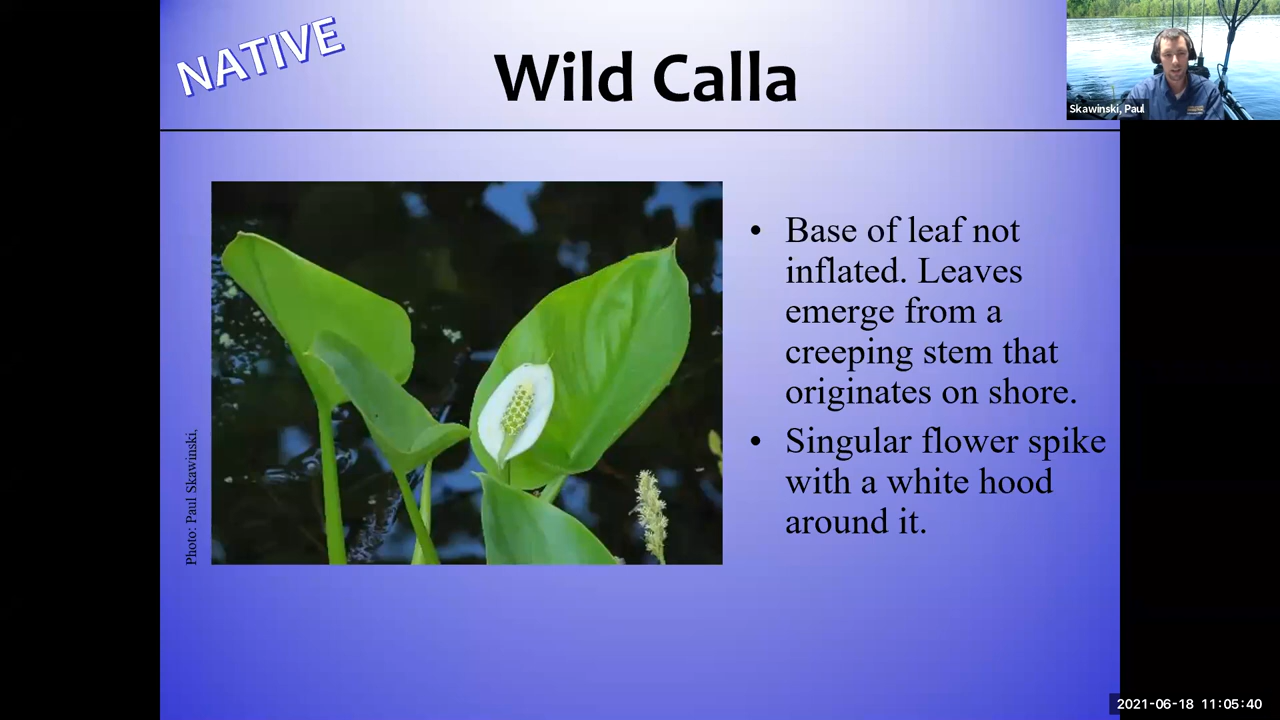 NATIVE
Wild Calla
Skawinski, Paul
• Base of leaf not
inflated. Leaves
emerge from a
creeping stem that
originates on shore.
• Singular flower spike
with a white hood
around it.
Photo: Paul Skawinski,
2021-06-18 11:05:40